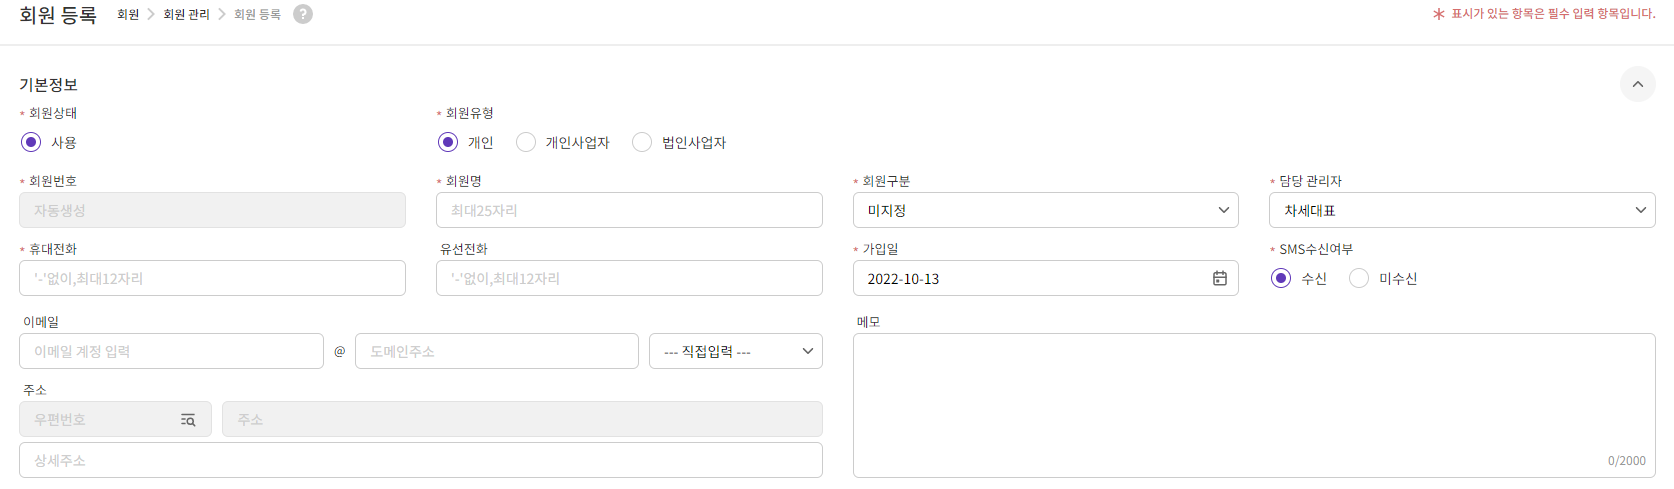 회원 등록 회원 > 회원 관리 > 회원 등록 ?
* 표시가 있는 항목은 필수 입력 항목입니다.
기본정보
* 회원상태
사용
* 회원유형
개인 개인사업자 법인사업자
* 회원번호
자동생성
* 회원명
최대25자리
* 회원구분
미지정
* 담당 관리자
차세대표
* 휴대전화
'-'없이,최대12자리
유선전화
'-'없이,최대12자리
* 가입일
2022-10-13
* SMS수신여부
수신 미수신
이메일
이메일 계정 입력 @ 도메인주소 --- 직접입력 ---
주소
우편번호 주소
상세주소
메모
0/2000